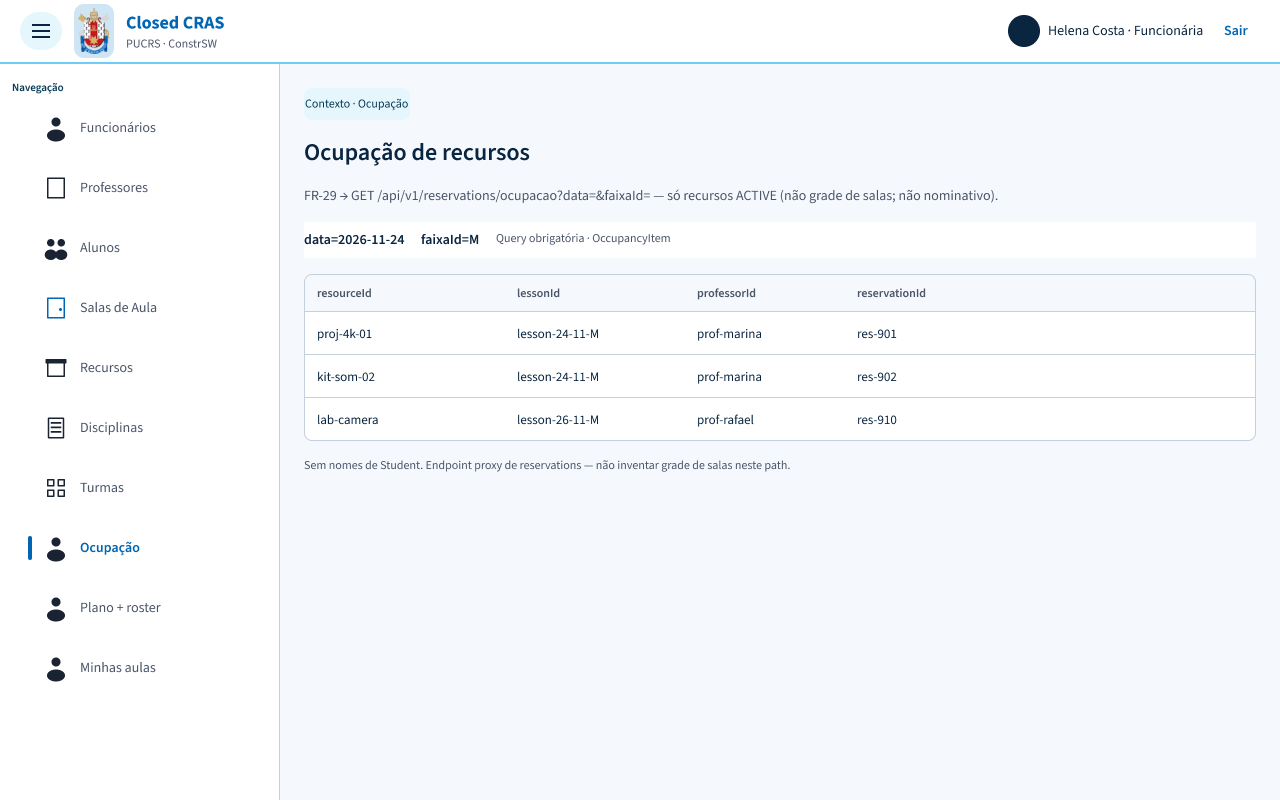 Closed CRAS
PUCRS · ConstrSW
Helena Costa · Funcionária
Sair
Navegação
Funcionários
Professores
Alunos
Salas de Aula
Recursos
Disciplinas
Turmas
Ocupação
Plano + roster
Minhas aulas
Contexto · Ocupação
Ocupação de recursos
FR-29 → GET /api/v1/reservations/ocupacao?data=&faixaId= — só recursos ACTIVE (não grade de salas; não nominativo).
data=2026-11-24 faixaId=M Query obrigatória · OccupancyItem
resourceId lessonId professorId reservationId
proj-4k-01 lesson-24-11-M prof-marina res-901
kit-som-02 lesson-24-11-M prof-marina res-902
lab-camera lesson-26-11-M prof-rafael res-910
Sem nomes de Student. Endpoint proxy de reservations — não inventar grade de salas neste path.